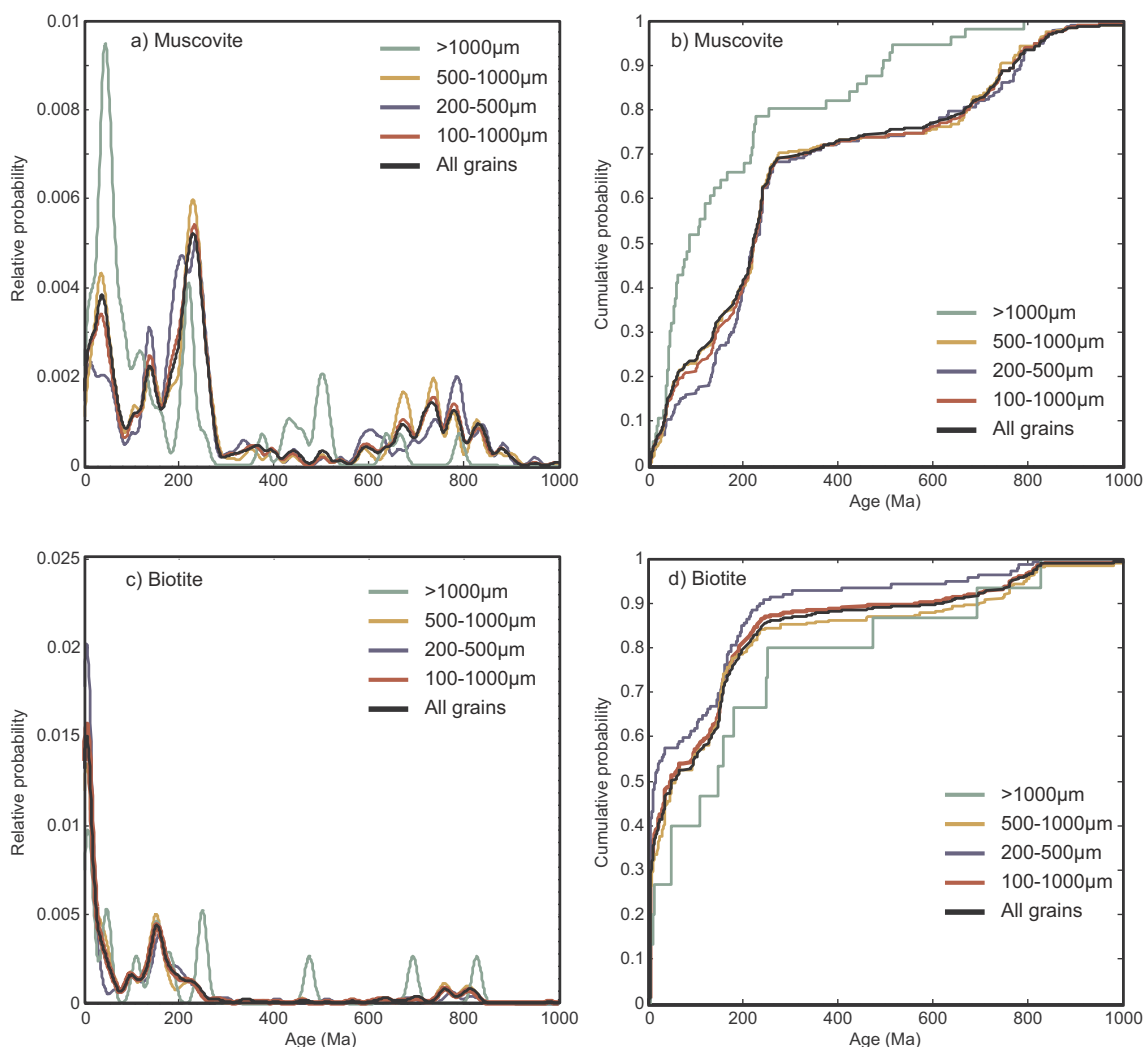 a) Muscovite
>1000µm
500-1000µm
200-500µm
100-1000µm
All grains
Relative probability
0.01
0.008
0.006
0.004
0.002
0
0 200 400 600 800 1000
b) Muscovite
>1000µm
500-1000µm
200-500µm
100-1000µm
All grains
Cumulative probability
1
0.9
0.8
0.7
0.6
0.5
0.4
0.3
0.2
0.1
0
0 200 400 600 800 1000
Age (Ma)
c) Biotite
>1000µm
500-1000µm
200-500µm
100-1000µm
All grains
Relative probability
0.025
0.02
0.015
0.01
0.005
0
0 200 400 600 800 1000
Age (Ma)
d) Biotite
>1000µm
500-1000µm
200-500µm
100-1000µm
All grains
Cumulative probability
1
0.9
0.8
0.7
0.6
0.5
0.4
0.3
0.2
0.1
0
0 200 400 600 800 1000
Age (Ma)